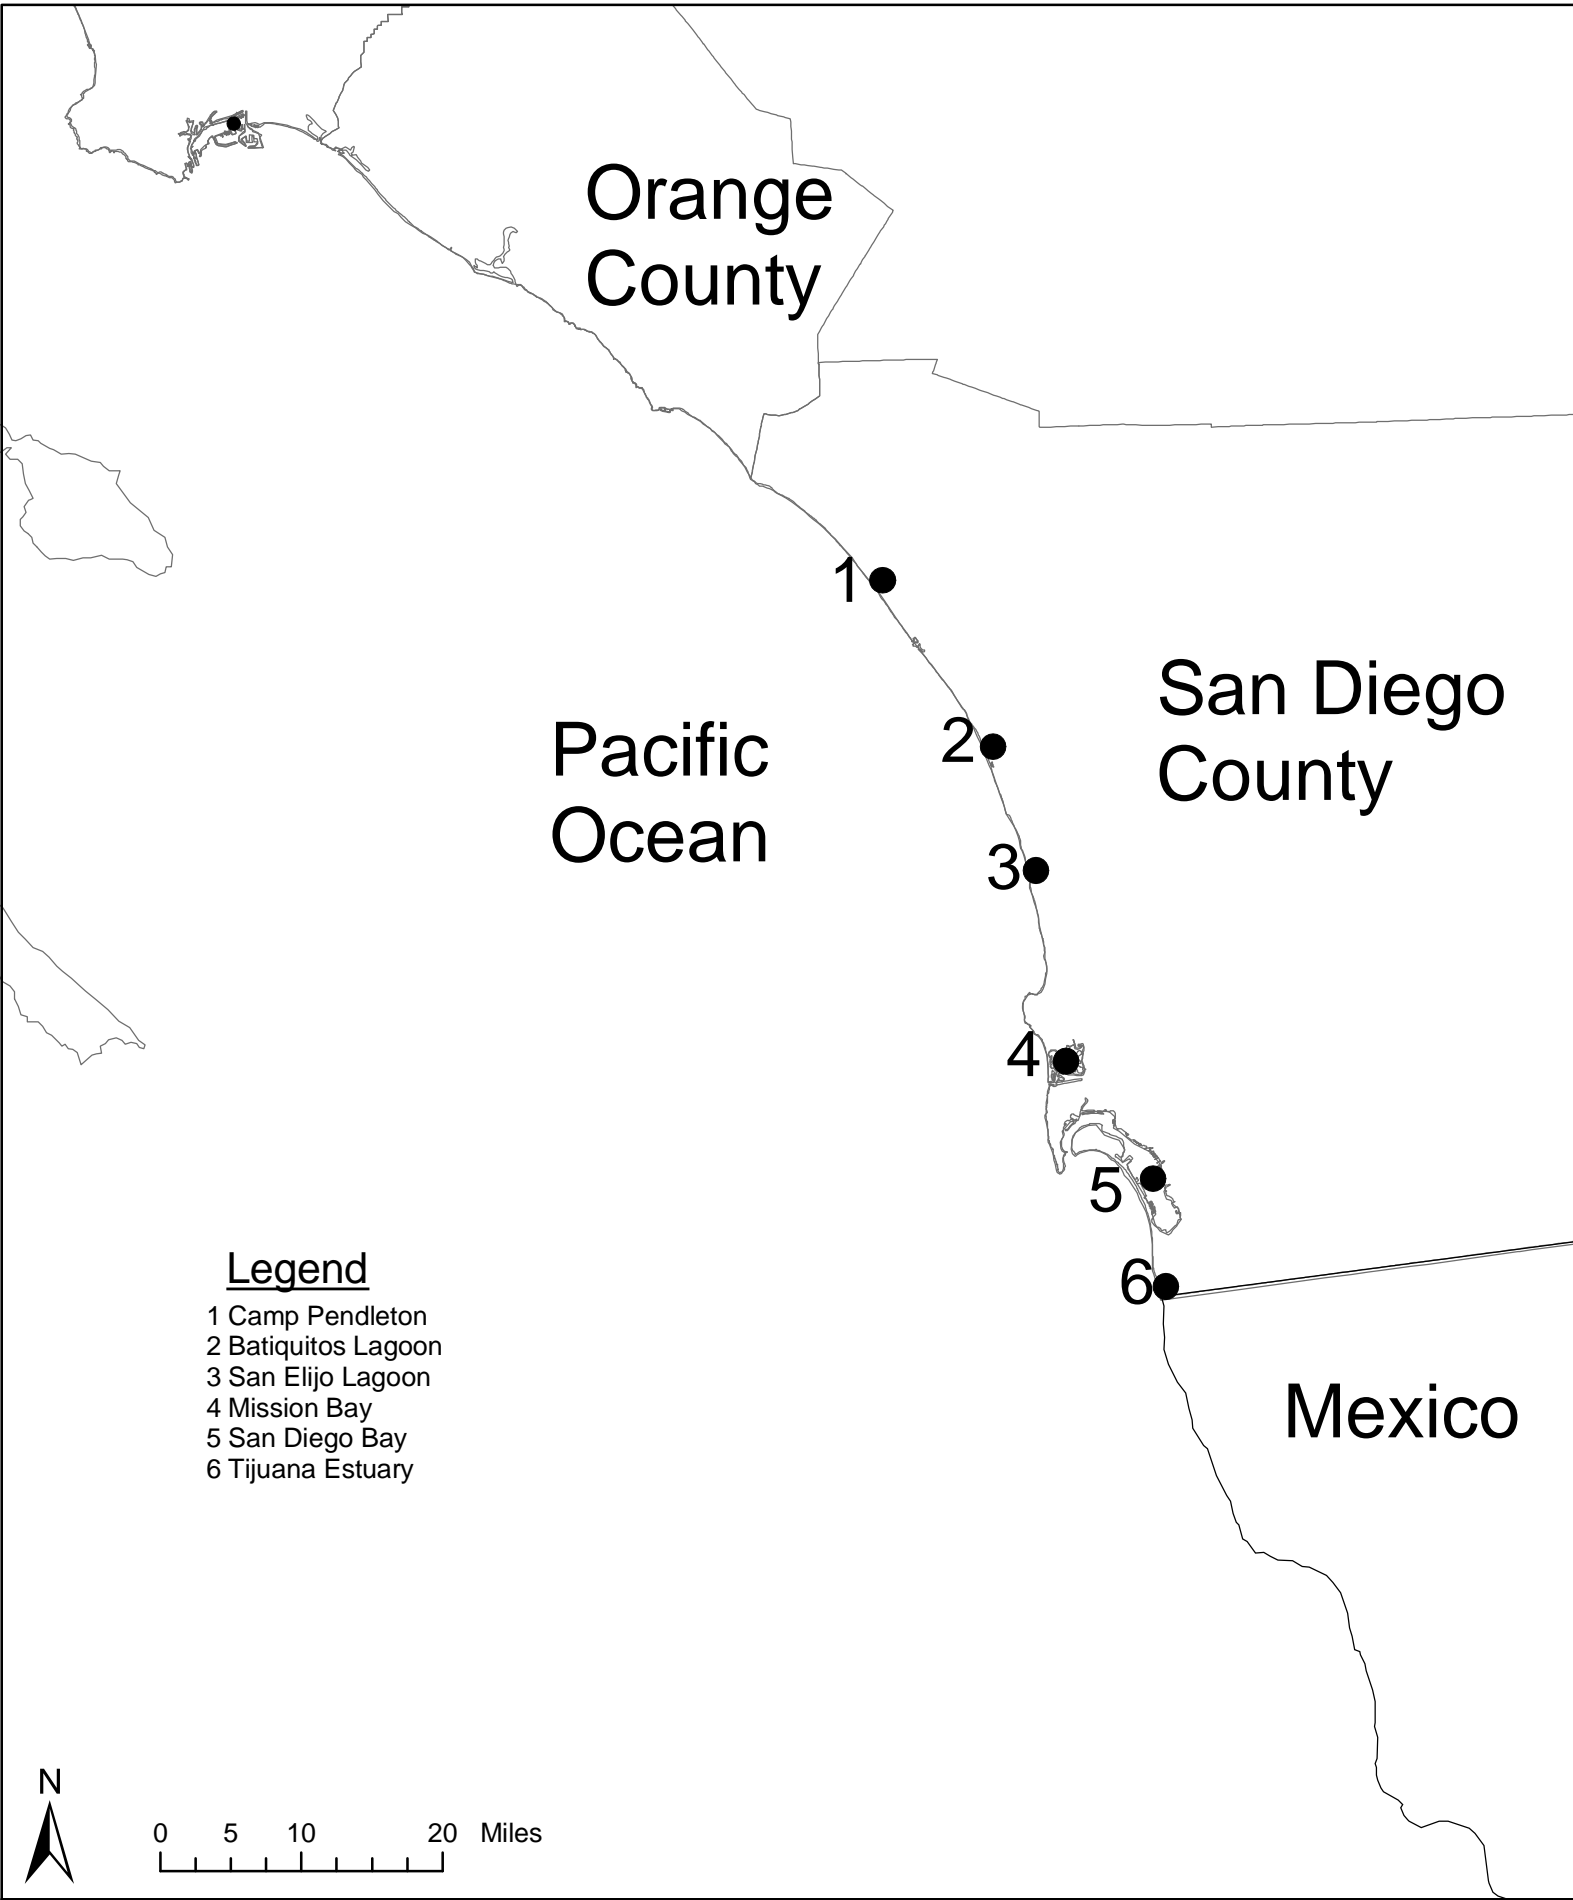 Orange
County
1
San Diego
County
2
Pacific
Ocean
3
4
5
6
Legend
1 Camp Pendleton
2 Batiquitos Lagoon
3 San Elijo Lagoon
4 Mission Bay
5 San Diego Bay
6 Tijuana Estuary
Mexico
N
0 5 10 20 Miles